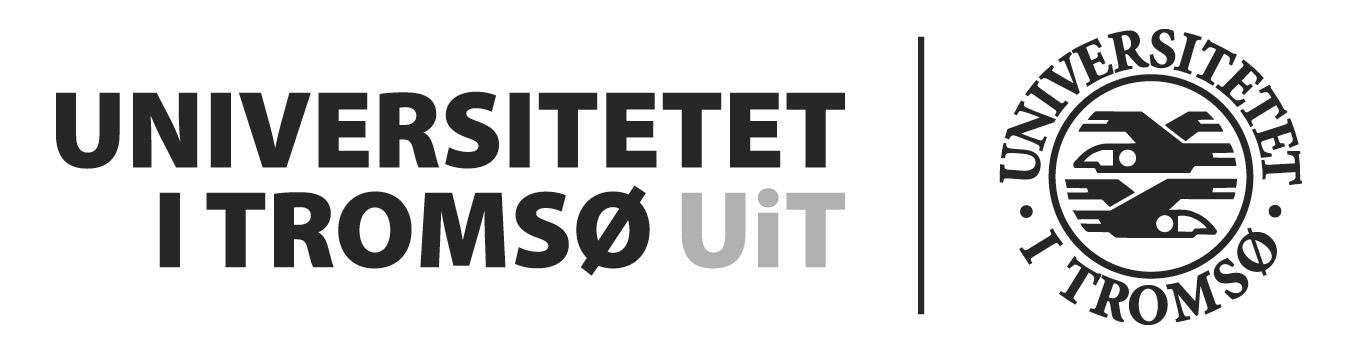 UNIVERSITETET
I TROMSØ UiT
UNIVERSITETET
• I TROMSØ •